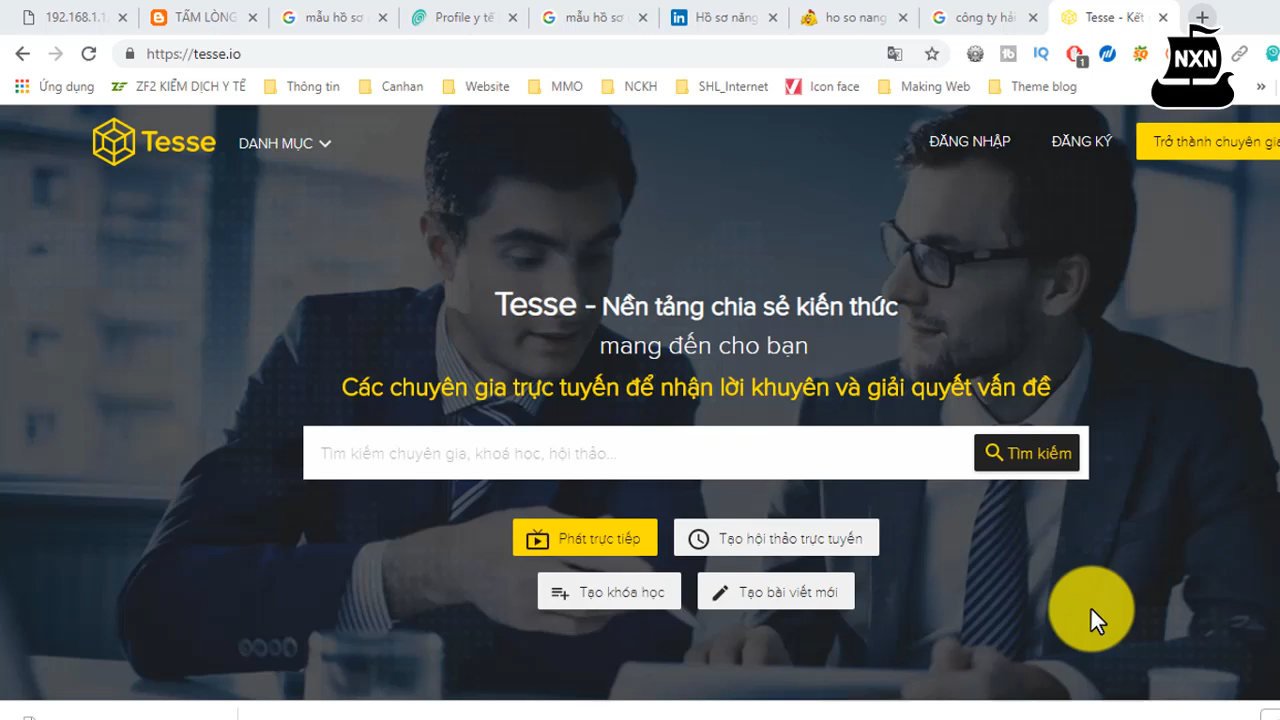 192.168.1.1
TẤM LÒNG
mẫu hồ sơ
Profile y tế
mẫu hồ sơ
Hồ sơ năng
ho so nang
công ty hải
Tesse - Kết
https://tesse.io
IQ
1
NXN
Ứng dụng
ZF2 KIỂM DỊCH Y TẾ
Thông tin
Canhan
Website
MMO
NCKH
SHL_Internet
Icon face
Making Web
Theme blog
»
Tesse
DANH MỤC
ĐĂNG NHẬP
ĐĂNG KÝ
Trở thành chuyên gia
Tesse - Nền tảng chia sẻ kiến thức
mang đến cho bạn
Các chuyên gia trực tuyến để nhận lời khuyên và giải quyết vấn đề
Tìm kiếm chuyên gia, khoá học, hội thảo...
Tìm kiếm
Phát trực tiếp
Tạo hội thảo trực tuyến
Tạo khóa học
Tạo bài viết mới